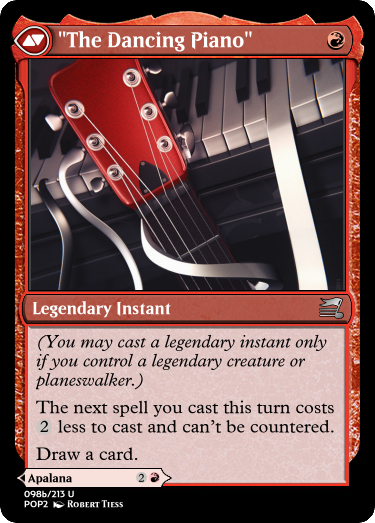 "The Dancing Piano"
Legendary Instant
(You may cast a legendary instant only
if you control a legendary creature or
planeswalker.)
The next spell you cast this turn costs
2 less to cast and can't be countered.
Draw a card.
Apalana 2
098b/213 U
POP2 Robert Tiess